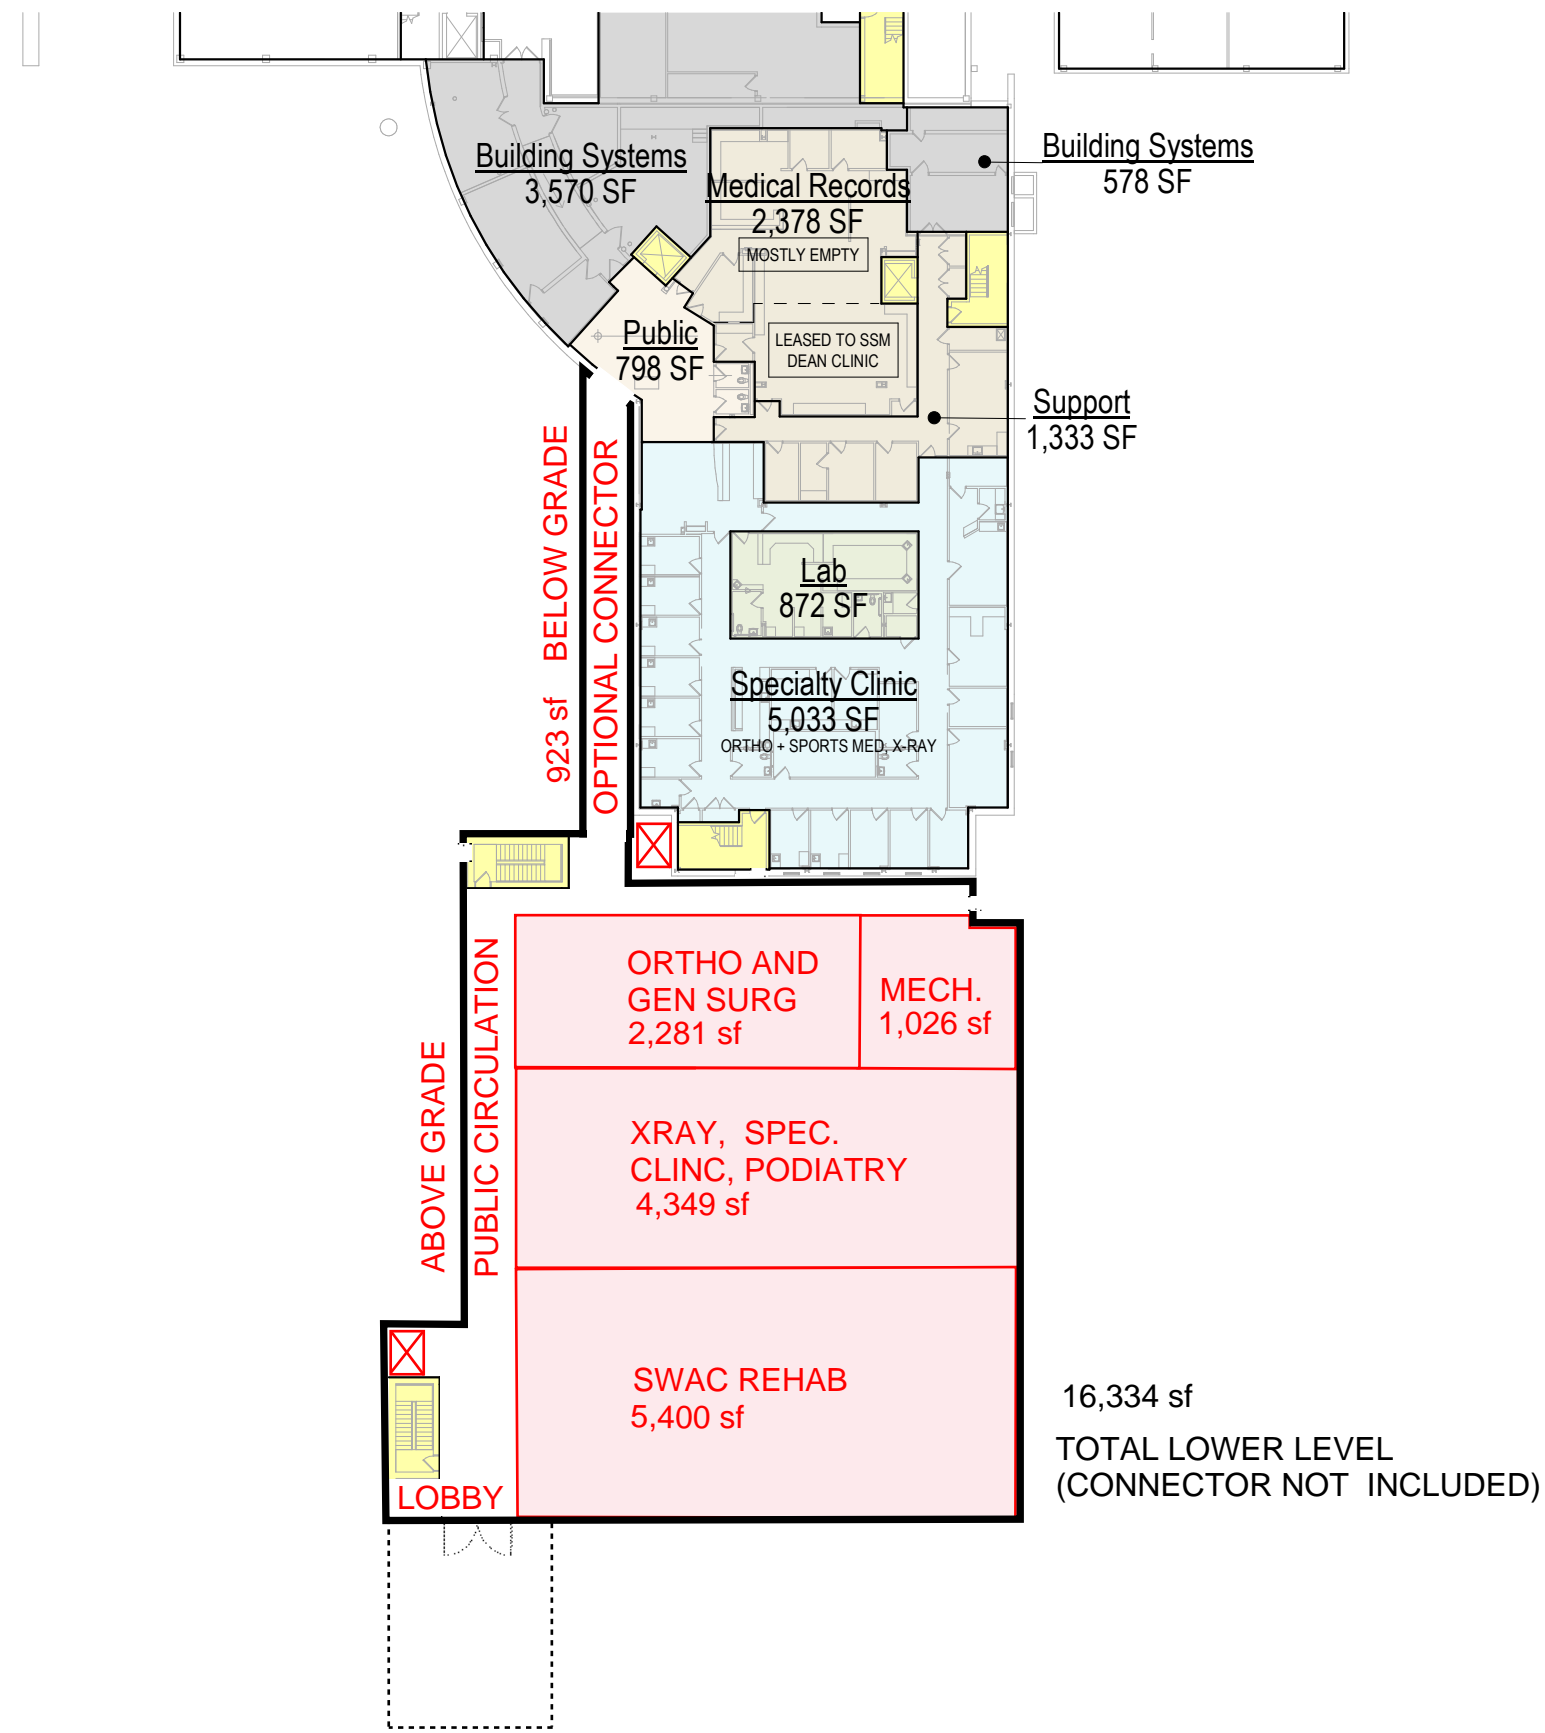 Building Systems
3,570 SF
Medical Records
2,378 SF
MOSTLY EMPTY
Building Systems
578 SF
Public
798 SF
LEASED TO SSM
DEAN CLINIC
Support
1,333 SF
923 sf BELOW GRADE
OPTIONAL CONNECTOR
Lab
872 SF
Specialty Clinic
5,033 SF
ORTHO + SPORTS MED, X-RAY
ABOVE GRADE
PUBLIC CIRCULATION
ORTHO AND
GEN SURG
2,281 sf
MECH.
1,026 sf
XRAY, SPEC.
CLINC, PODIATRY
4,349 sf
SWAC REHAB
5,400 sf
LOBBY
16,334 sf
TOTAL LOWER LEVEL
(CONNECTOR NOT INCLUDED)